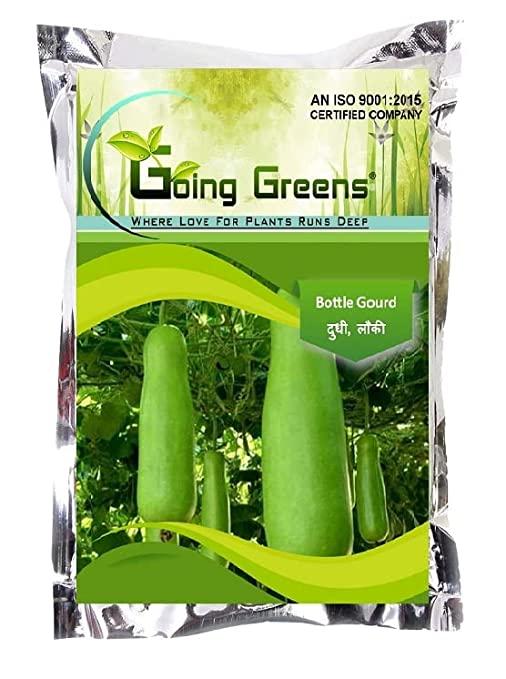 AN ISO 9001:2015
CERTIFIED COMPANY
Going Greens®
WHERE LOVE FOR PLANTS RUNS DEEP
Bottle Gourd
दुधी, लौकी